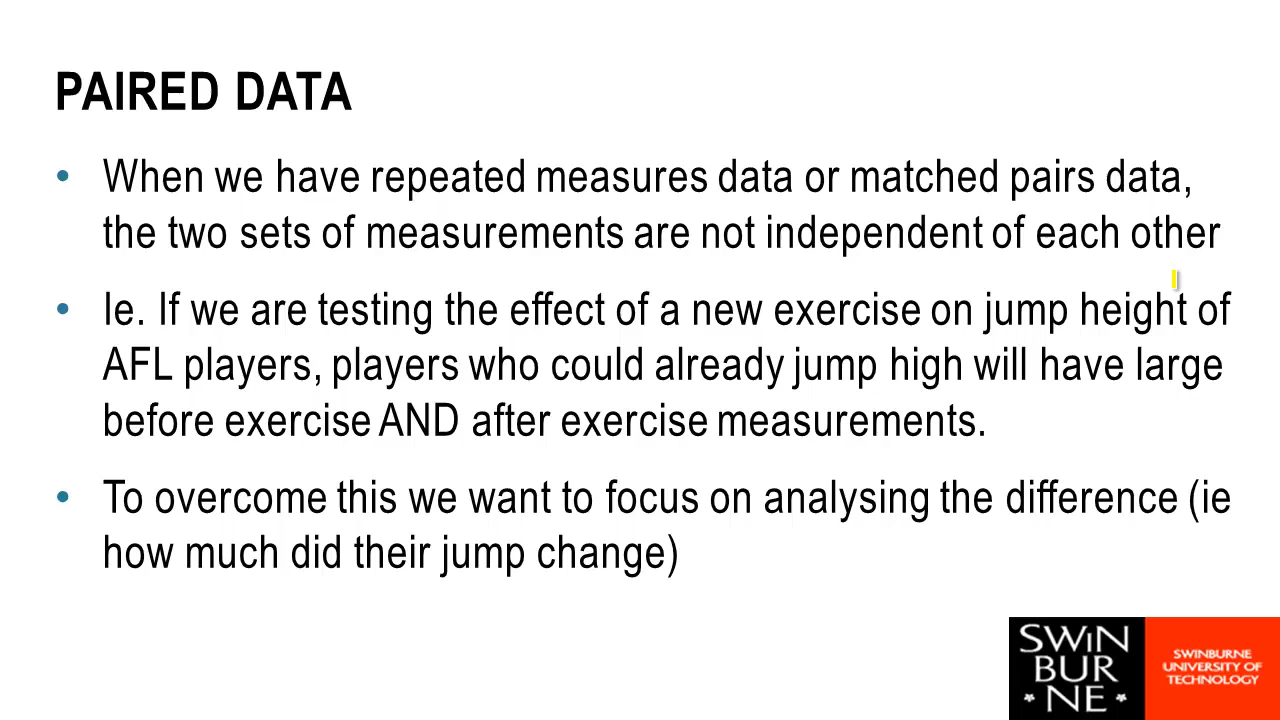 PAIRED DATA
• When we have repeated measures data or matched pairs data,
the two sets of measurements are not independent of each other
• Ie. If we are testing the effect of a new exercise on jump height of
AFL players, players who could already jump high will have large
before exercise AND after exercise measurements.
• To overcome this we want to focus on analysing the difference (ie
how much did their jump change)
SWIN
BUR
NE
SWINBURNE
UNIVERSITY OF
TECHNOLOGY